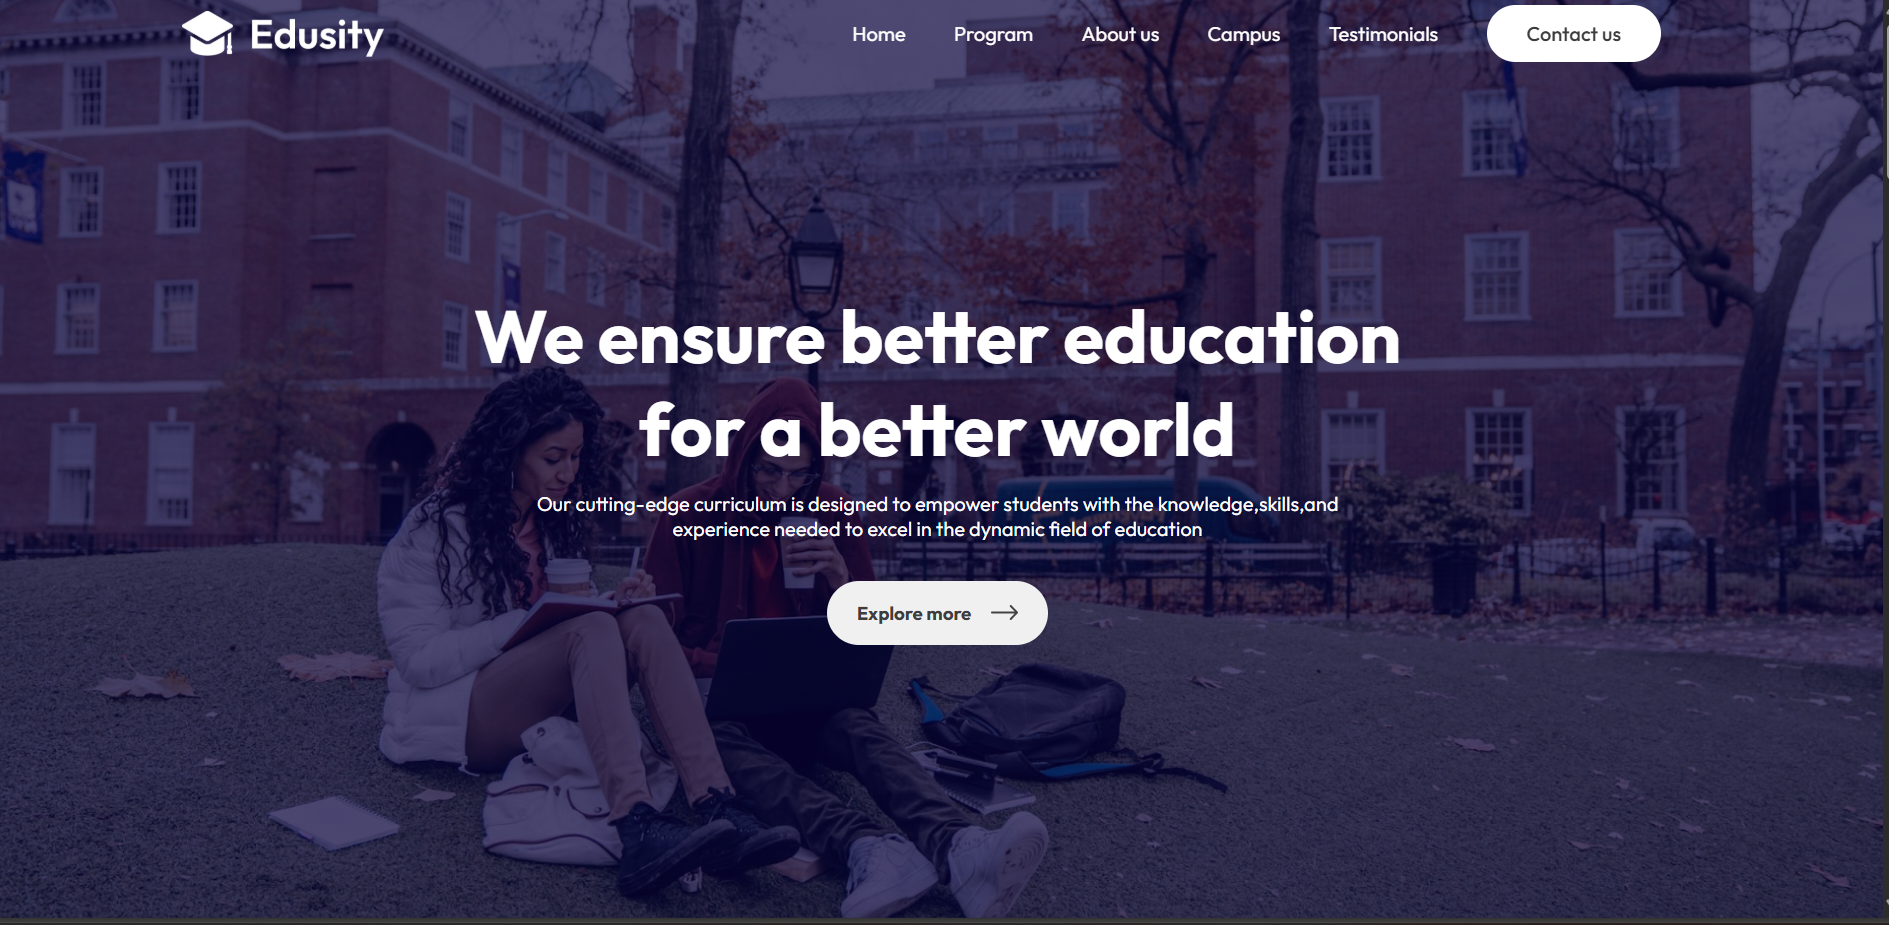 Edusity
Home Program About us Campus Testimonials Contact us
We ensure better education
for a better world
Our cutting-edge curriculum is designed to empower students with the knowledge,skills,and
experience needed to excel in the dynamic field of education
Explore more